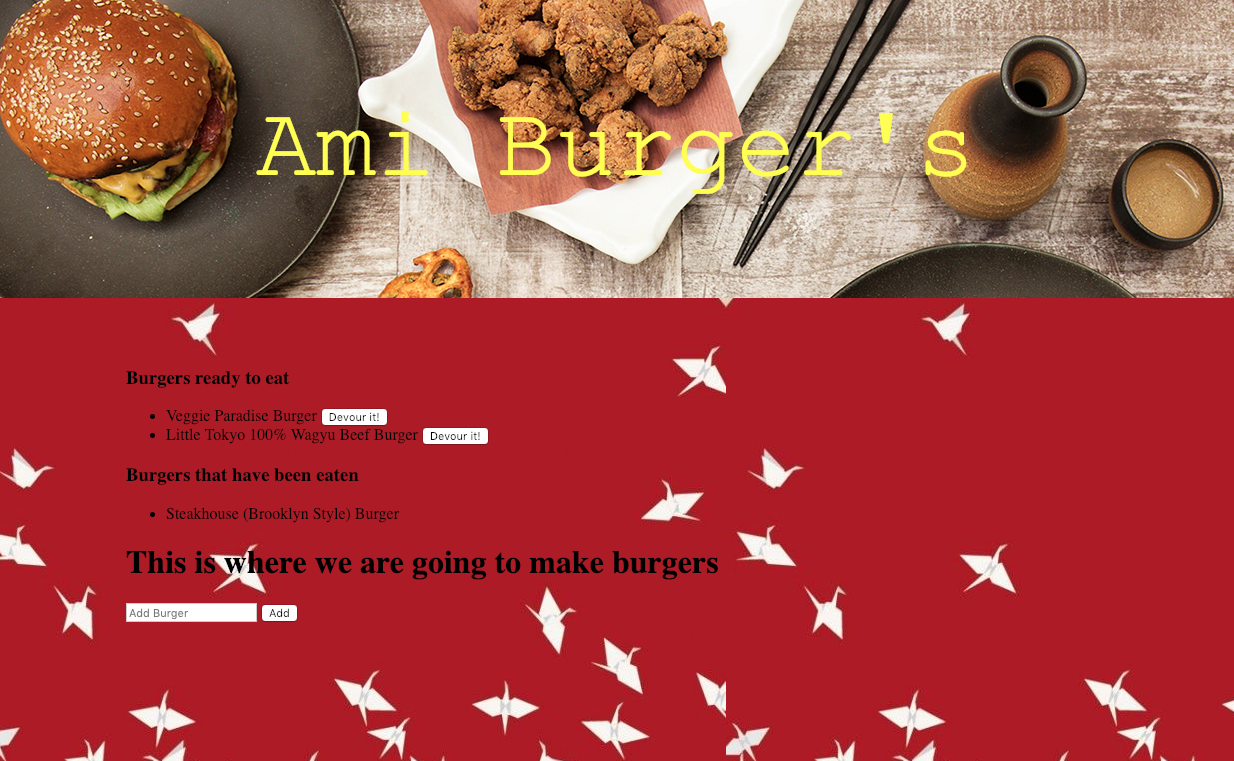 Ami Burger's
Burgers ready to eat
Veggie Paradise Burger Devour it!
Little Tokyo 100% Wagyu Beef Burger Devour it!
Burgers that have been eaten
Steakhouse (Brooklyn Style) Burger
This is where we are going to make burgers
Add Burger Add